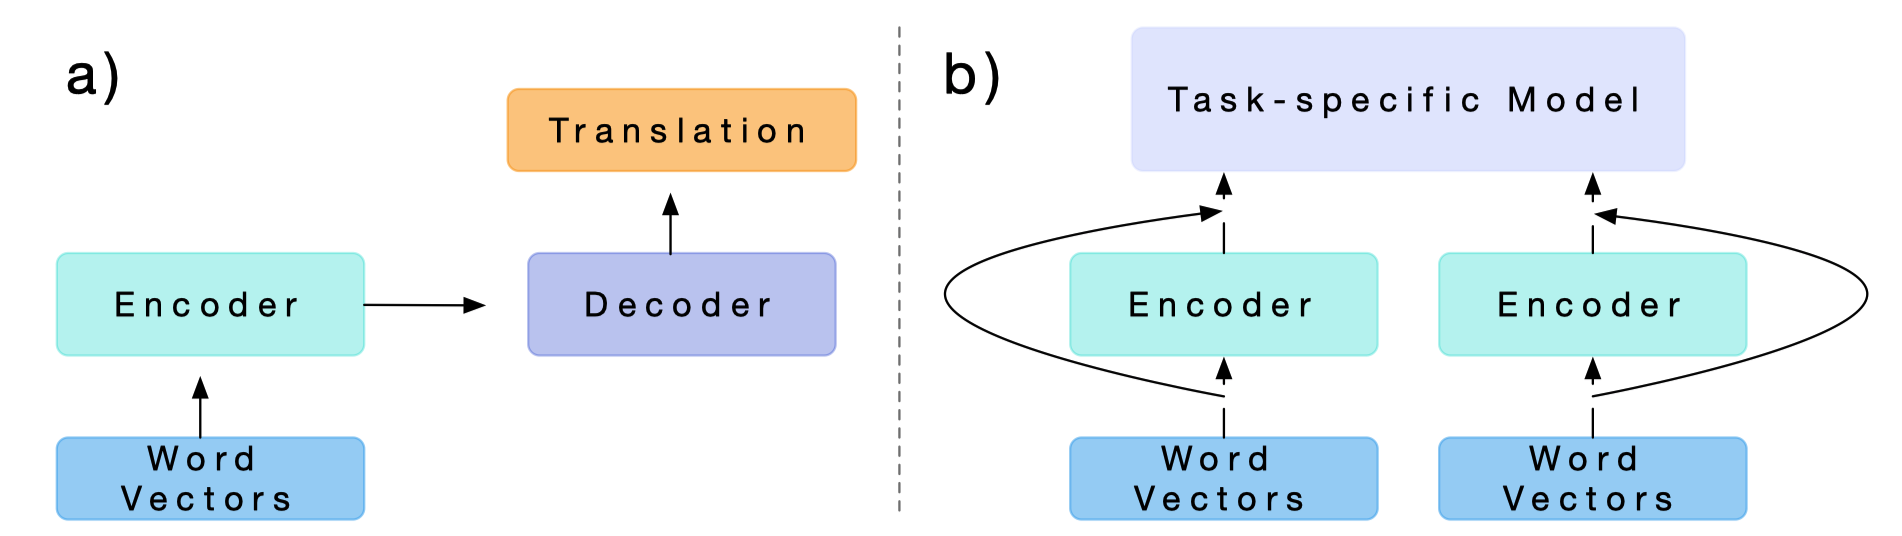 a)
Translation
Encoder
Decoder
Word
Vectors
b)
Task-specific Model
Encoder
Encoder
Word
Vectors
Word
Vectors